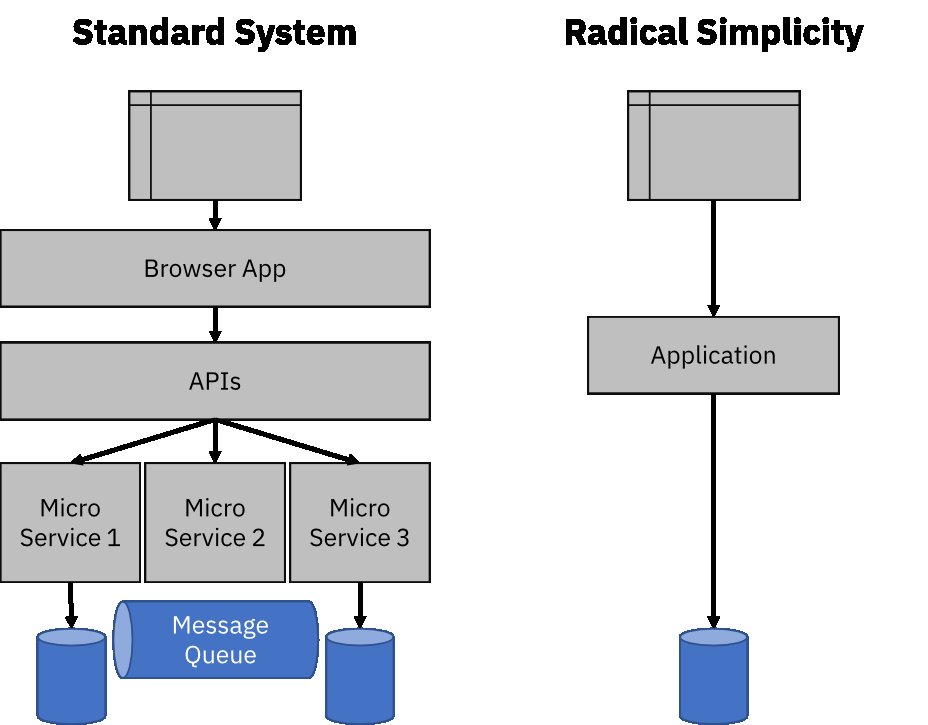 Standard System
Radical Simplicity
Browser App
APIs
Micro
Service 1
Micro
Service 2
Micro
Service 3
Message
Queue
Application